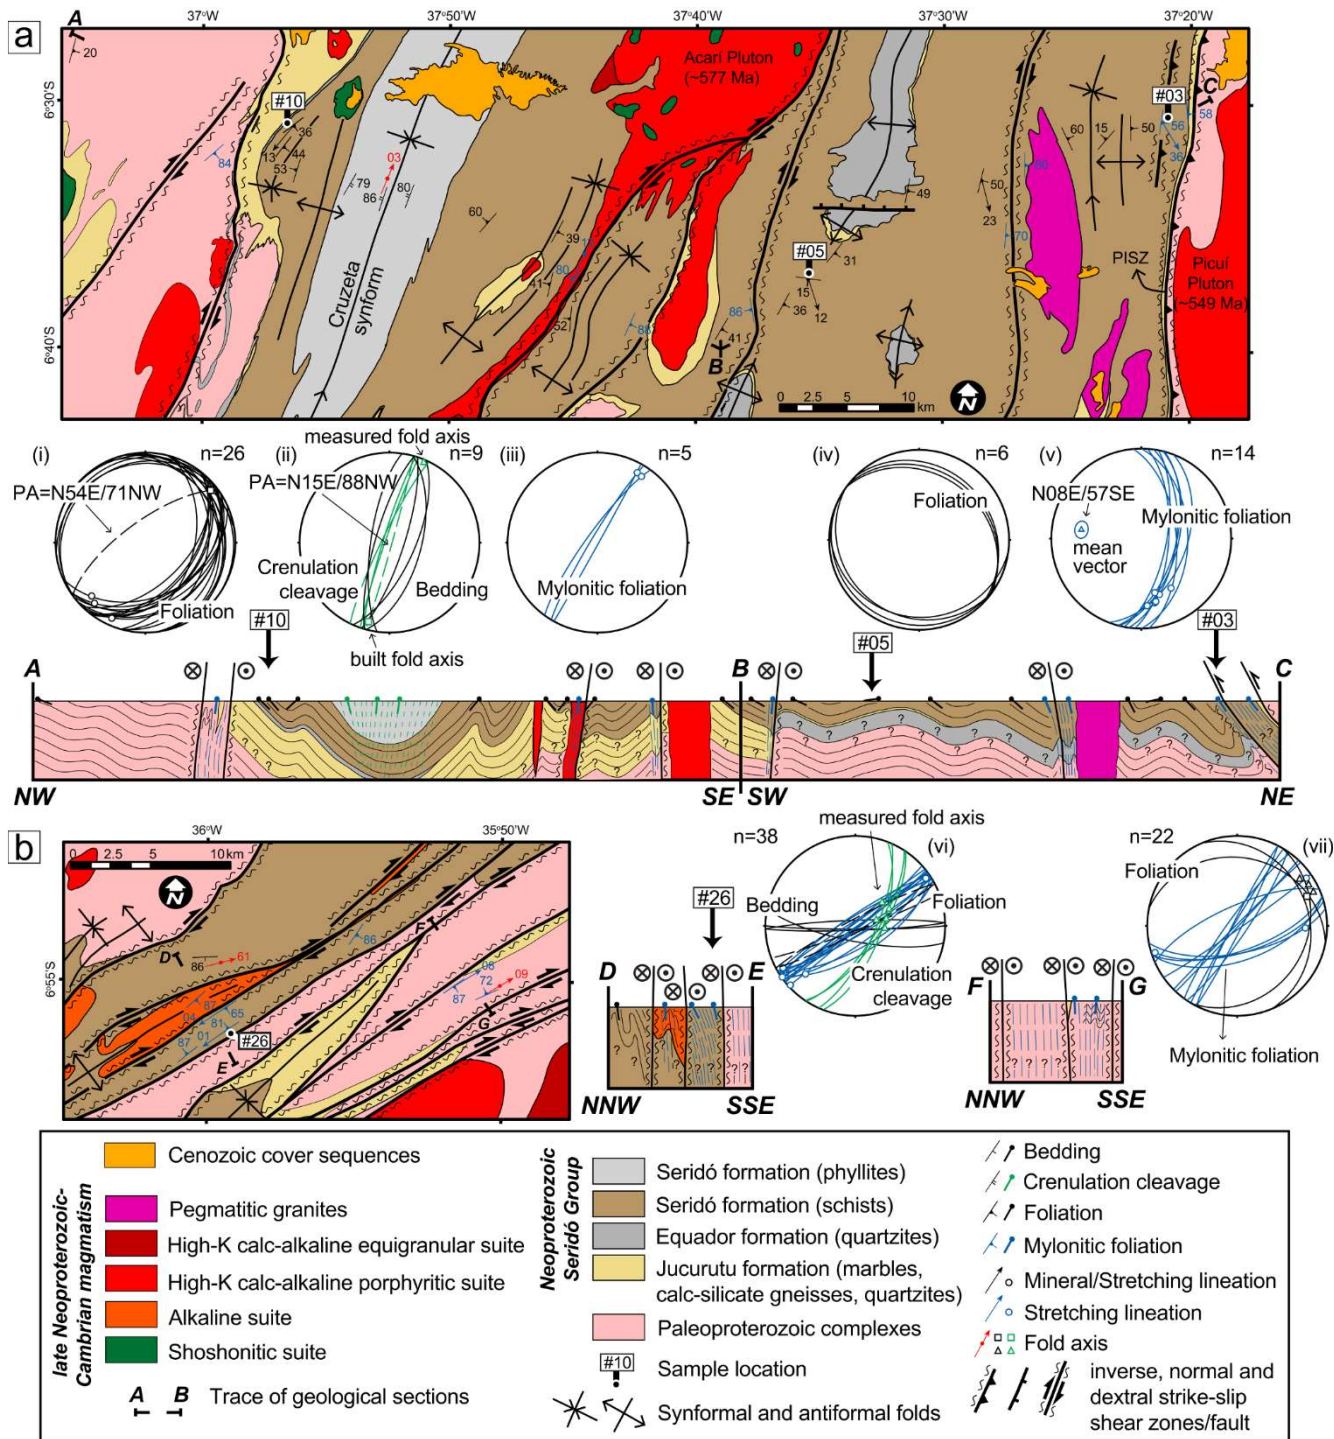 a
A
37°W
37°50'W
37°40'W
37°30'W
37°20'W
6°30'S
6°40'S
20
#10
36
13
44
53
84
03
79
86
80
60
Acarí Pluton
(~577 Ma)
39
80
41
52
88
86
41
B
49
31
#05
15
36
12
50
23
70
80
60
15
50
#03
C
58
56
36
PISZ
Picuí
Pluton
(~549 Ma)
Cruzeta
synform
N
0 2.5 5 10
km
(i)
n=26
PA=N54E/71NW
Foliation
(ii)
measured fold axis
n=9
PA=N15E/88NW
Crenulation
cleavage
Bedding
built fold axis
(iii)
n=5
Mylonitic foliation
(iv)
n=6
Foliation
(v)
n=14
N08E/57SE
Mylonitic foliation
mean
vector
A
#10
B
#05
#03
C
? ? ? ? ? ? ? ? ? ?
NW
SE
SW
NE
b
36°W
35°50'W
6°55'S
0 2.5 5 10km
N
D
86
61
86
F
87
04
81
65
01
87
#26
E
08
72
87
09
G
n=38
measured fold axis
(vi)
Bedding
Foliation
Crenulation
cleavage
#26
D
E
? ? ? ?
NNW
SSE
F
G
? ? ? ?
NNW
SSE
n=22
(vii)
Foliation
Mylonitic foliation
late Neoproterozoic-
Cambrian magmatism
Cenozoic cover sequences
Pegmatitic granites
High-K calc-alkaline equigranular suite
High-K calc-alkaline porphyritic suite
Alkaline suite
Shoshonitic suite
A B
Trace of geological sections
Neoproterozoic
Seridó Group
Seridó formation (phyllites)
Seridó formation (schists)
Equador formation (quartzites)
Jucurutu formation (marbles,
calc-silicate gneisses, quartzites)
Paleoproterozoic complexes
#10
Sample location
Synformal and antiformal folds
Bedding
Crenulation cleavage
Foliation
Mylonitic foliation
Mineral/Stretching lineation
Stretching lineation
Fold axis
inverse, normal and
dextral strike-slip
shear zones/fault